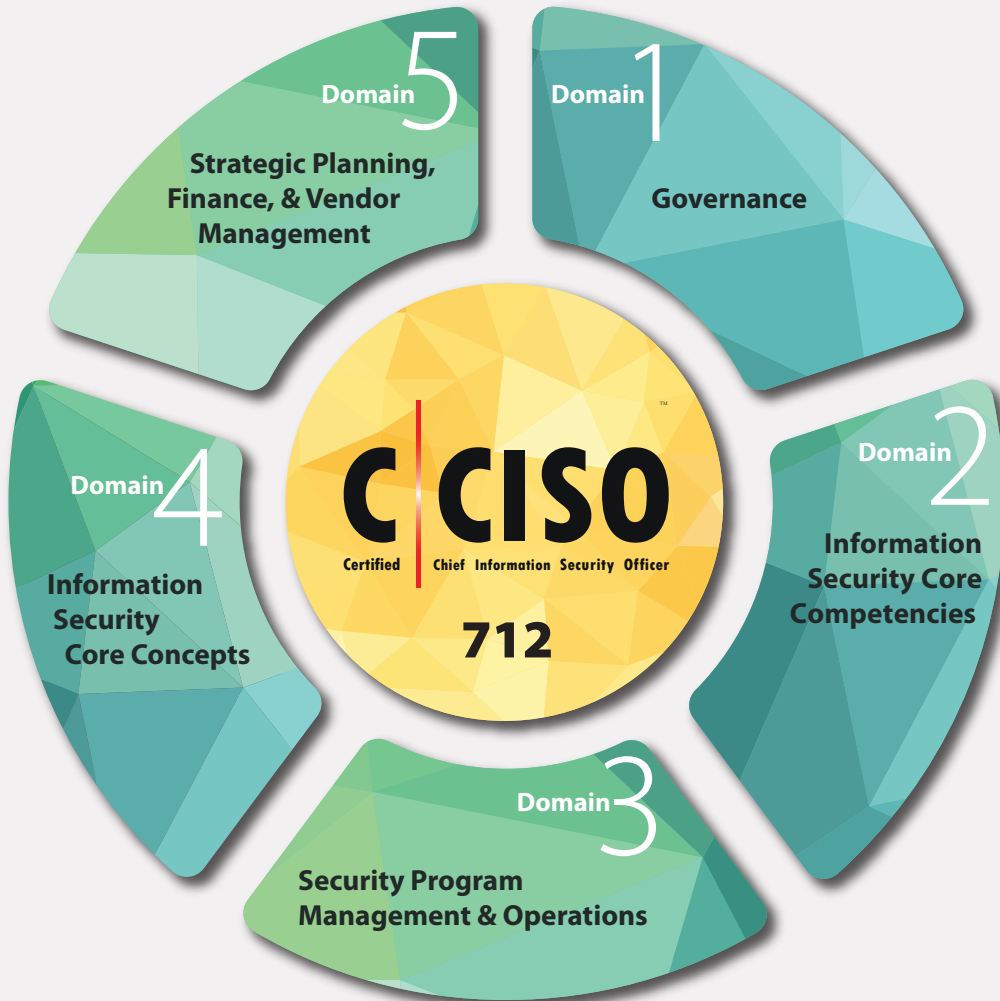 Domain 1
Governance
Domain 2
Information
Security Core
Competencies
Domain 3
Security Program
Management & Operations
Domain 4
Information
Security
Core Concepts
Domain 5
Strategic Planning,
Finance, & Vendor
Management
™
C|CISO
Certified Chief Information Security Officer
712